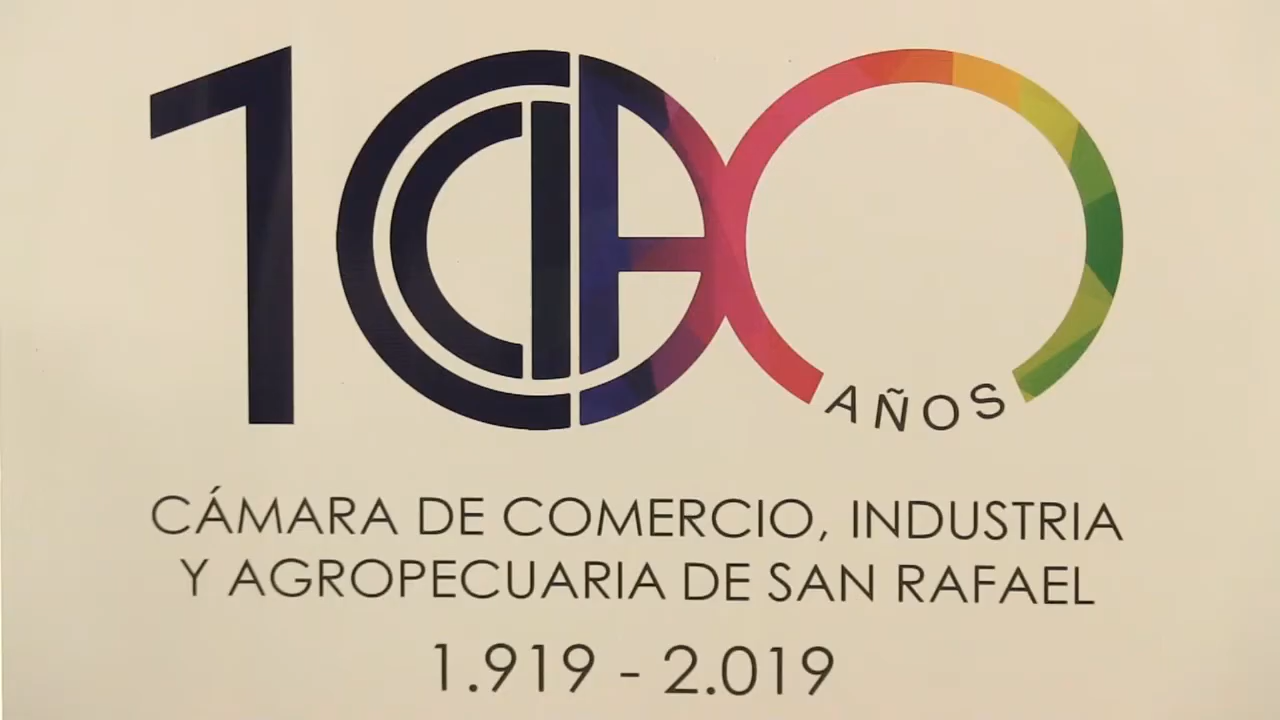 100
AÑOS
CÁMARA DE COMERCIO, INDUSTRIA
Y AGROPECUARIA DE SAN RAFAEL
1.919 - 2.019